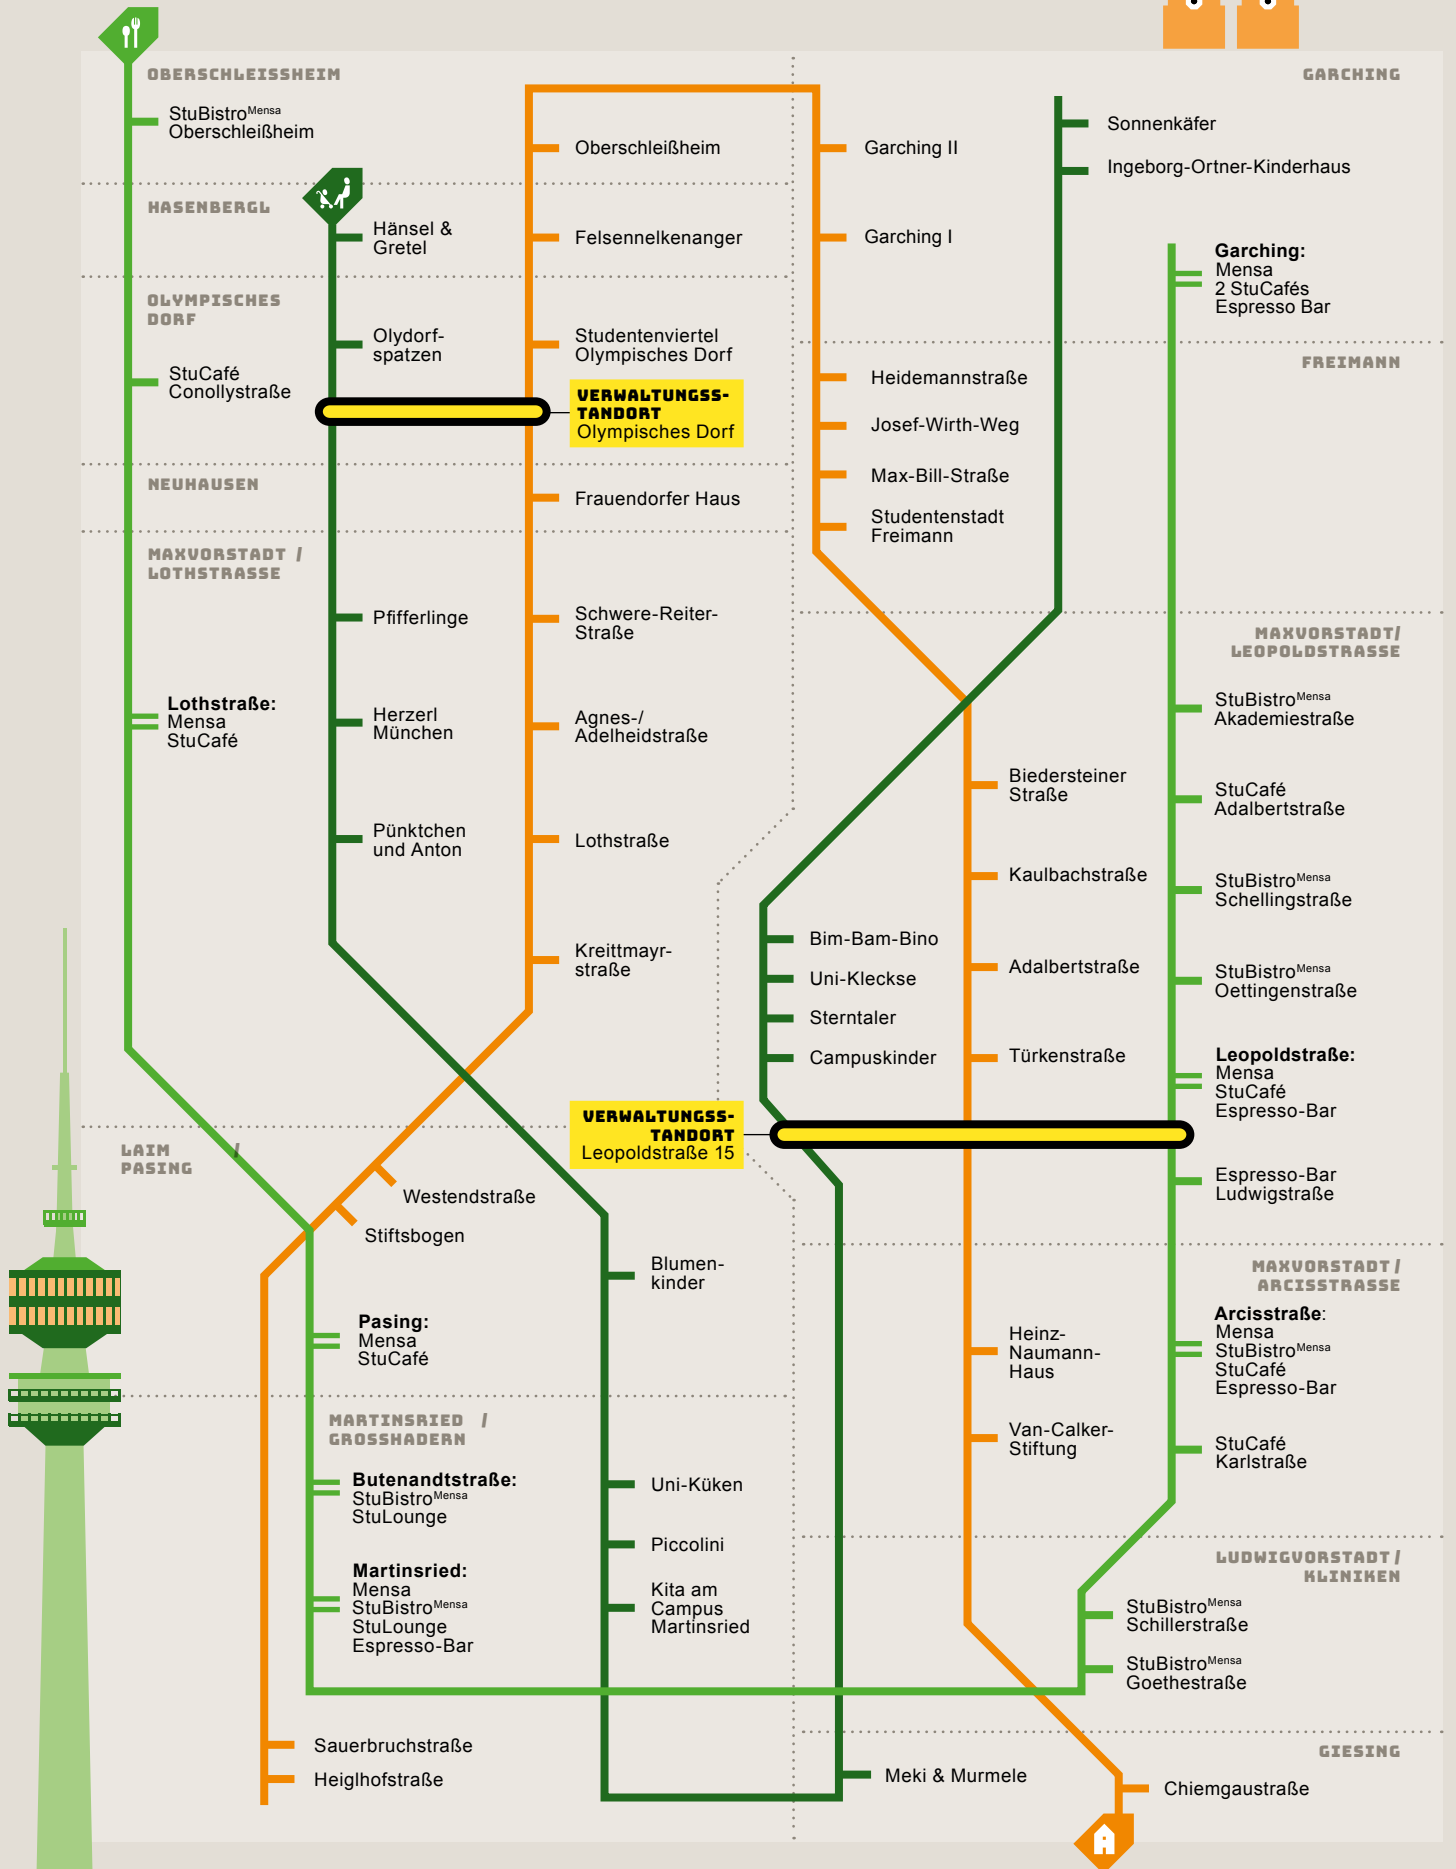 OBERSCHLEISSHEIM
StuBistroMensa
Oberschleißheim
HASENBERGL
Hänsel &
Gretel
OLYMPISCHES
DORF
Olydorf-
spatzen
StuCafé
Conollystraße
NEUHAUSEN
MAXVORSTADT /
LOTHSTRASSE
Pfifferlinge
Lothstraße:
Mensa
StuCafé
Herzerl
München
Pünktchen
und Anton
Oberschleißheim
Felsennelkenanger
Studentenviertel
Olympisches Dorf
VERWALTUNGSS-
TANDORT
Olympisches Dorf
Frauendorfer Haus
Schwere-Reiter-
Straße
Agnes-/
Adelheidstraße
Lothstraße
Kreittmayr-
straße
LAIM /
PASING
Westendstraße
Stiftsbogen
Pasing:
Mensa
StuCafé
Blumen-
kinder
MARTINSRIED /
GROSSHADERN
Butenandtstraße:
StuBistroMensa
StuLounge
Martinsried:
Mensa
StuBistroMensa
StuLounge
Espresso-Bar
Uni-Küken
Piccolini
Kita am
Campus
Martinsried
Sauerbruchstraße
Heiglhofstraße
GARCHING
Garching II
Garching I
Sonnenkäfer
Ingeborg-Ortner-Kinderhaus
Garching:
Mensa
2 StuCafés
Espresso Bar
FREIMANN
Heidemannstraße
Josef-Wirth-Weg
Max-Bill-Straße
Studentenstadt
Freimann
MAXVORSTADT/
LEOPOLDSTRASSE
StuBistroMensa
Akademiestraße
Biedersteiner
Straße
StuCafé
Adalbertstraße
Kaulbachstraße
StuBistroMensa
Schellingstraße
Bim-Bam-Bino
Uni-Kleckse
Sterntaler
Campuskinder
Adalbertstraße
StuBistroMensa
Oettingenstraße
Türkenstraße
Leopoldstraße:
Mensa
StuCafé
Espresso-Bar
VERWALTUNGSS-
TANDORT
Leopoldstraße 15
Espresso-Bar
Ludwigstraße
MAXVORSTADT/
ARCISSTRASSE
Heinz-
Naumann-
Haus
Arcisstraße:
Mensa
StuBistroMensa
StuCafé
Espresso-Bar
Van-Calker-
Stiftung
StuCafé
Karlstraße
LUDWIGVORSTADT/
KLINIKEN
StuBistroMensa
Schillerstraße
StuBistroMensa
Goethestraße
GIESING
Meki & Murmele
Chiemgaustraße